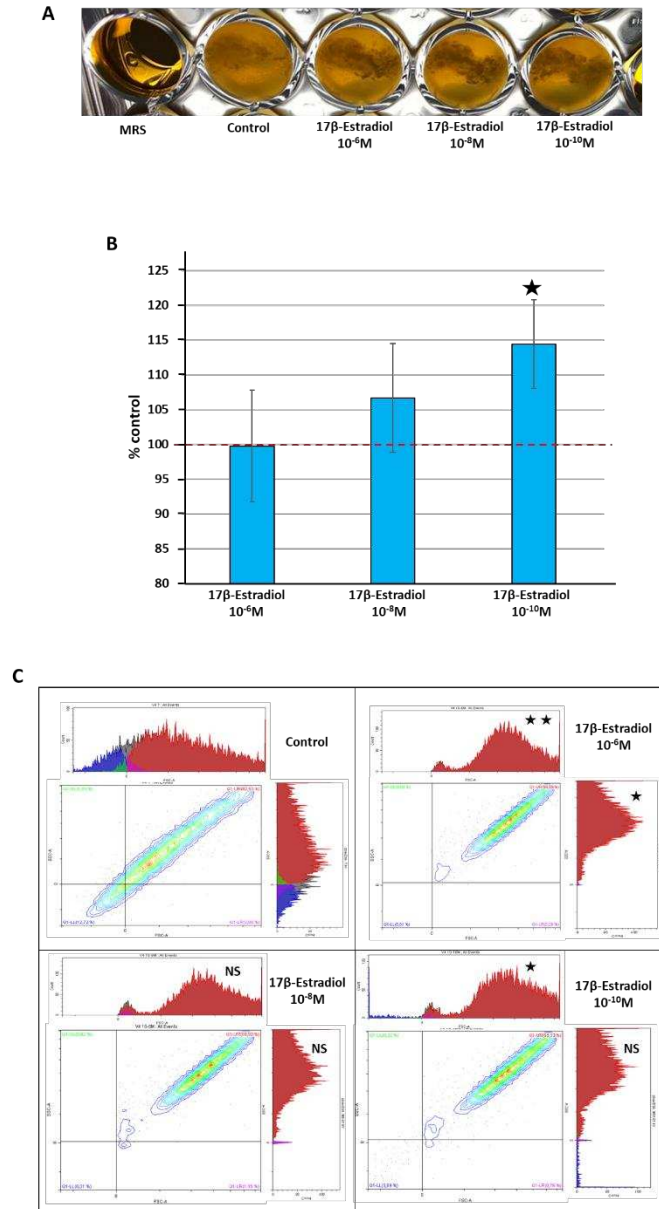 A
MRS
Control
17β-Estradiol
10⁻⁶M
17β-Estradiol
10⁻⁸M
17β-Estradiol
10⁻¹⁰M
B
125
120
115
110
105
100
95
90
85
80
% control
★
17β-Estradiol
10⁻⁶M
17β-Estradiol
10⁻⁸M
17β-Estradiol
10⁻¹⁰M
C
Control
★ ★
17β-Estradiol
10⁻⁶M
★
NS
17β-Estradiol
10⁻⁸M
NS
★
17β-Estradiol
10⁻¹⁰M
NS